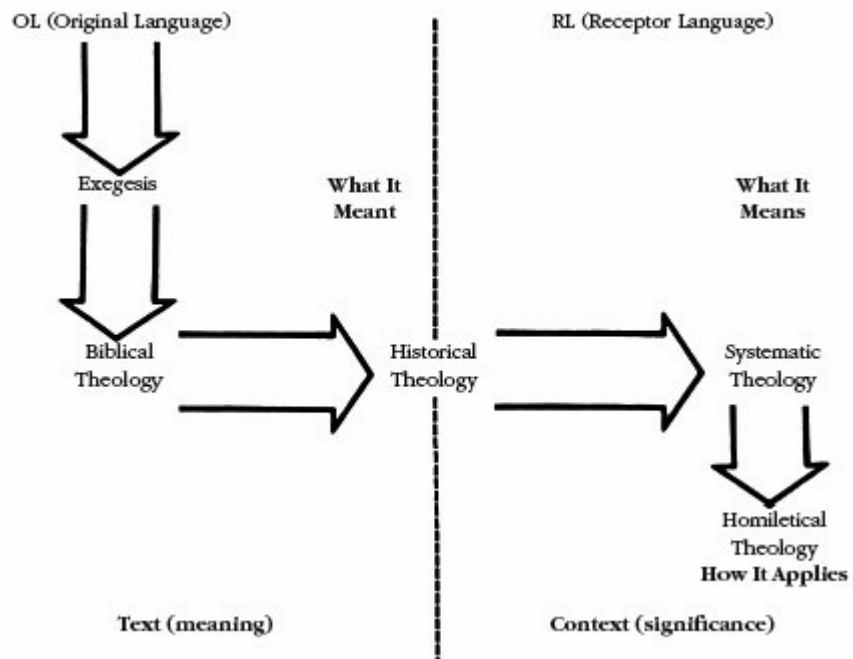 OL (Original Language)
RL (Receptor Language)
Exegesis
What It
Meant
What It
Means
Biblical
Theology
Historical
Theology
Systematic
Theology
Homiletical
Theology
How It Applies
Text (meaning)
Context (significance)